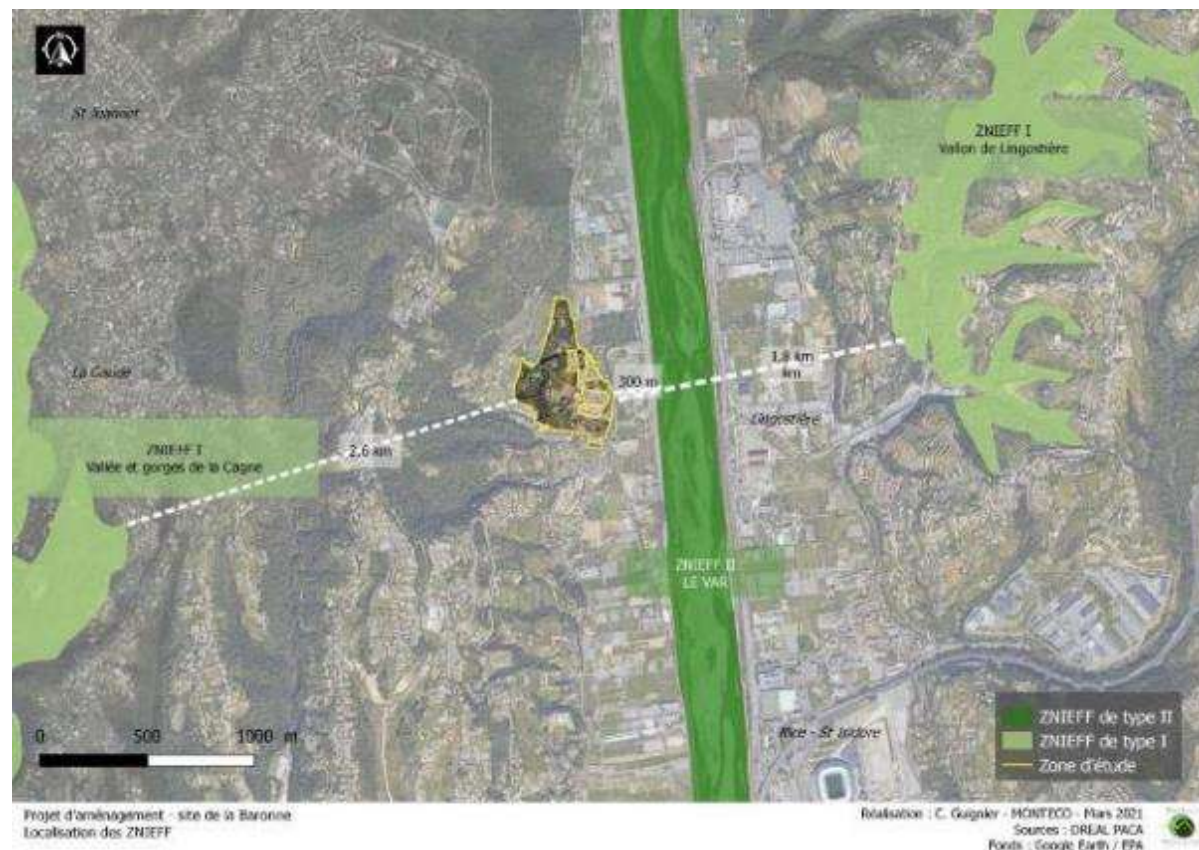 St Jeannet
ZNIEFF I
Vallon de Lingostière
La Gaude
300 m
1,8 km
km
ZNIEFF I
Vallée et gorges de la Cagne
2,6 km
Lingostière
ZNIEFF II
LE VAR
Nice - St Isidore
0 500 1000 m
ZNIEFF de type II
ZNIEFF de type I
Zone d'étude
Projet d'aménagement - site de la Baronne
Localisation des ZNIEFF
Réalisation : C. Guignier - MONTECO - Mars 2021
Sources : DREAL PACA
Fonds : Google Earth / EPA